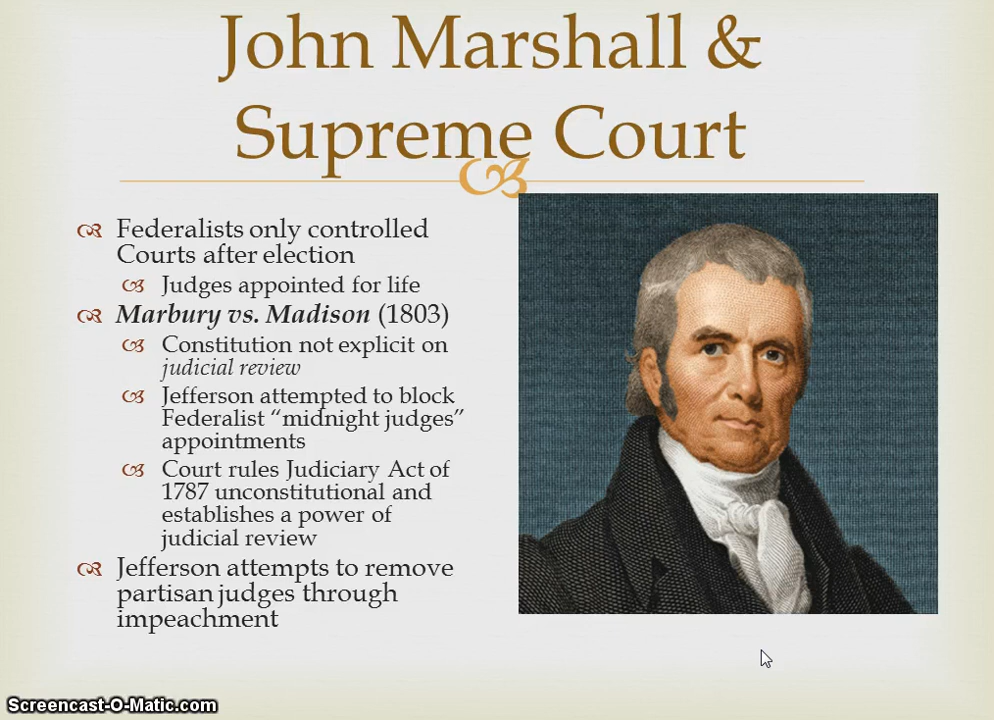 John Marshall &
Supreme Court
Federalists only controlled
Courts after election
Judges appointed for life
Marbury vs. Madison (1803)
Constitution not explicit on
judicial review
Jefferson attempted to block
Federalist “midnight judges”
appointments
Court rules Judiciary Act of
1787 unconstitutional and
establishes a power of
judicial review
Jefferson attempts to remove
partisan judges through
impeachment
Screencast-O-Matic.com